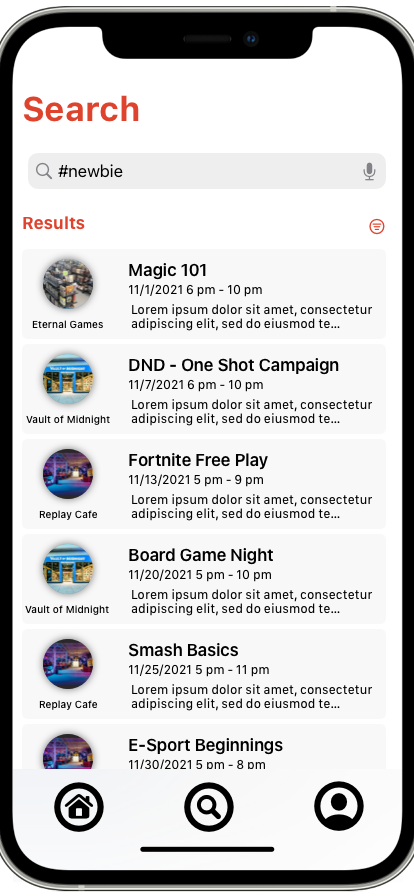 Search
#newbie
Results
Magic 101
11/1/2021 6 pm - 10 pm
Lorem ipsum dolor sit amet, consectetur
adipiscing elit, sed do eiusmod te...
Eternal Games
DND - One Shot Campaign
11/7/2021 6 pm - 10 pm
Lorem ipsum dolor sit amet, consectetur
adipiscing elit, sed do eiusmod te...
Vault of Midnight
Fortnite Free Play
11/13/2021 5 pm - 9 pm
Lorem ipsum dolor sit amet, consectetur
adipiscing elit, sed do eiusmod te...
Replay Cafe
Board Game Night
11/20/2021 5 pm - 10 pm
Lorem ipsum dolor sit amet, consectetur
adipiscing elit, sed do eiusmod te...
Vault of Midnight
Smash Basics
11/25/2021 5 pm - 11 pm
Lorem ipsum dolor sit amet, consectetur
adipiscing elit, sed do eiusmod te...
Replay Cafe
E-Sport Beginnings
11/30/2021 5 pm - 8 pm